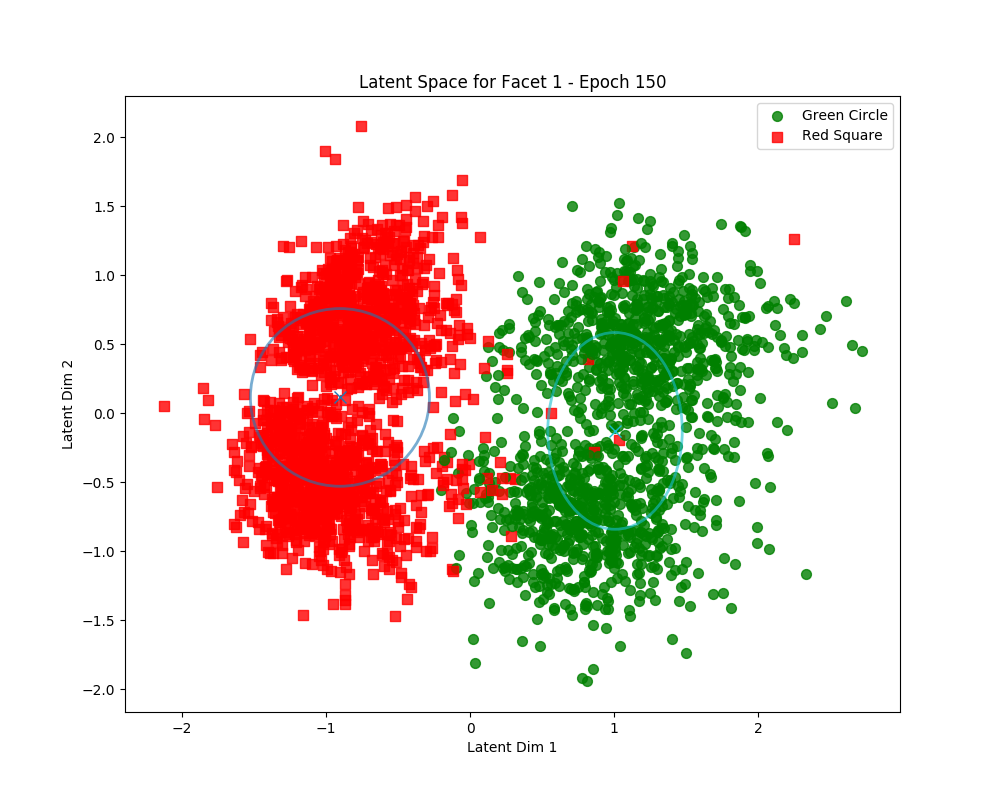 Latent Space for Facet 1 - Epoch 150
Green Circle
Red Square
2.0
1.5
1.0
0.5
0.0
−0.5
−1.0
−1.5
−2.0
Latent Dim 2
−2
−1
0
1
2
Latent Dim 1